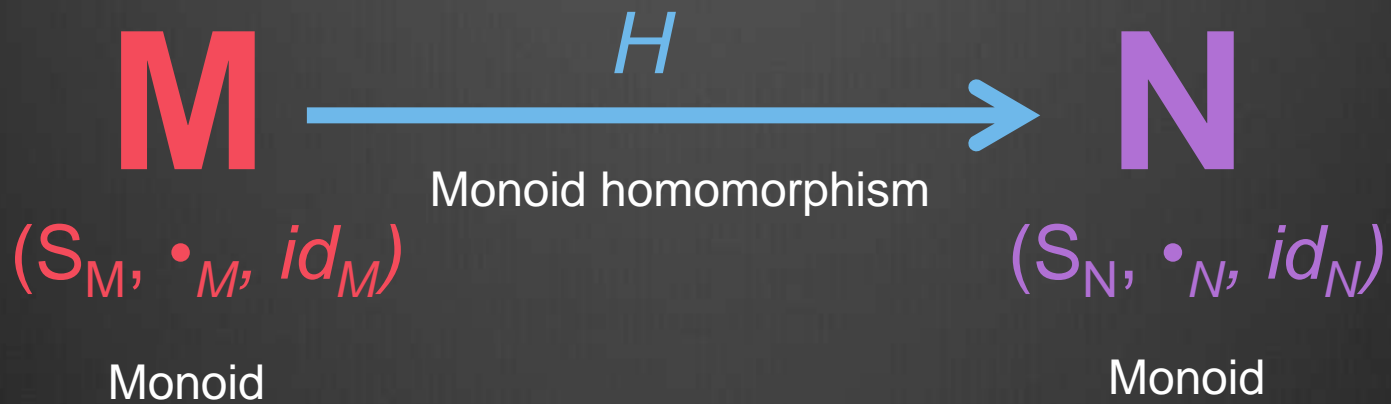 M H N
Monoid homomorphism
(S_M, •_M, id_M) (S_N, •_N, id_N)
Monoid Monoid